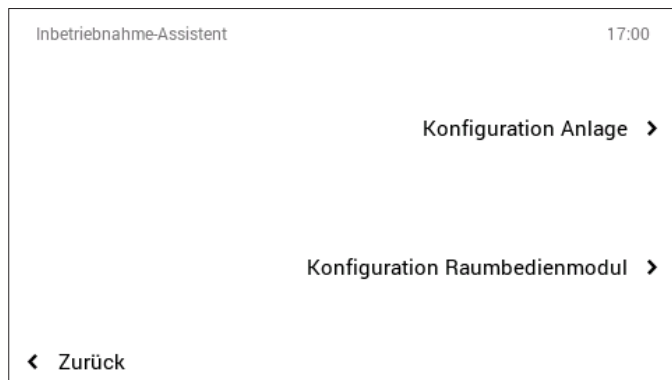 Inbetriebnahme-Assistent 17:00
Konfiguration Anlage
Konfiguration Raumbedienmodul
Zurück